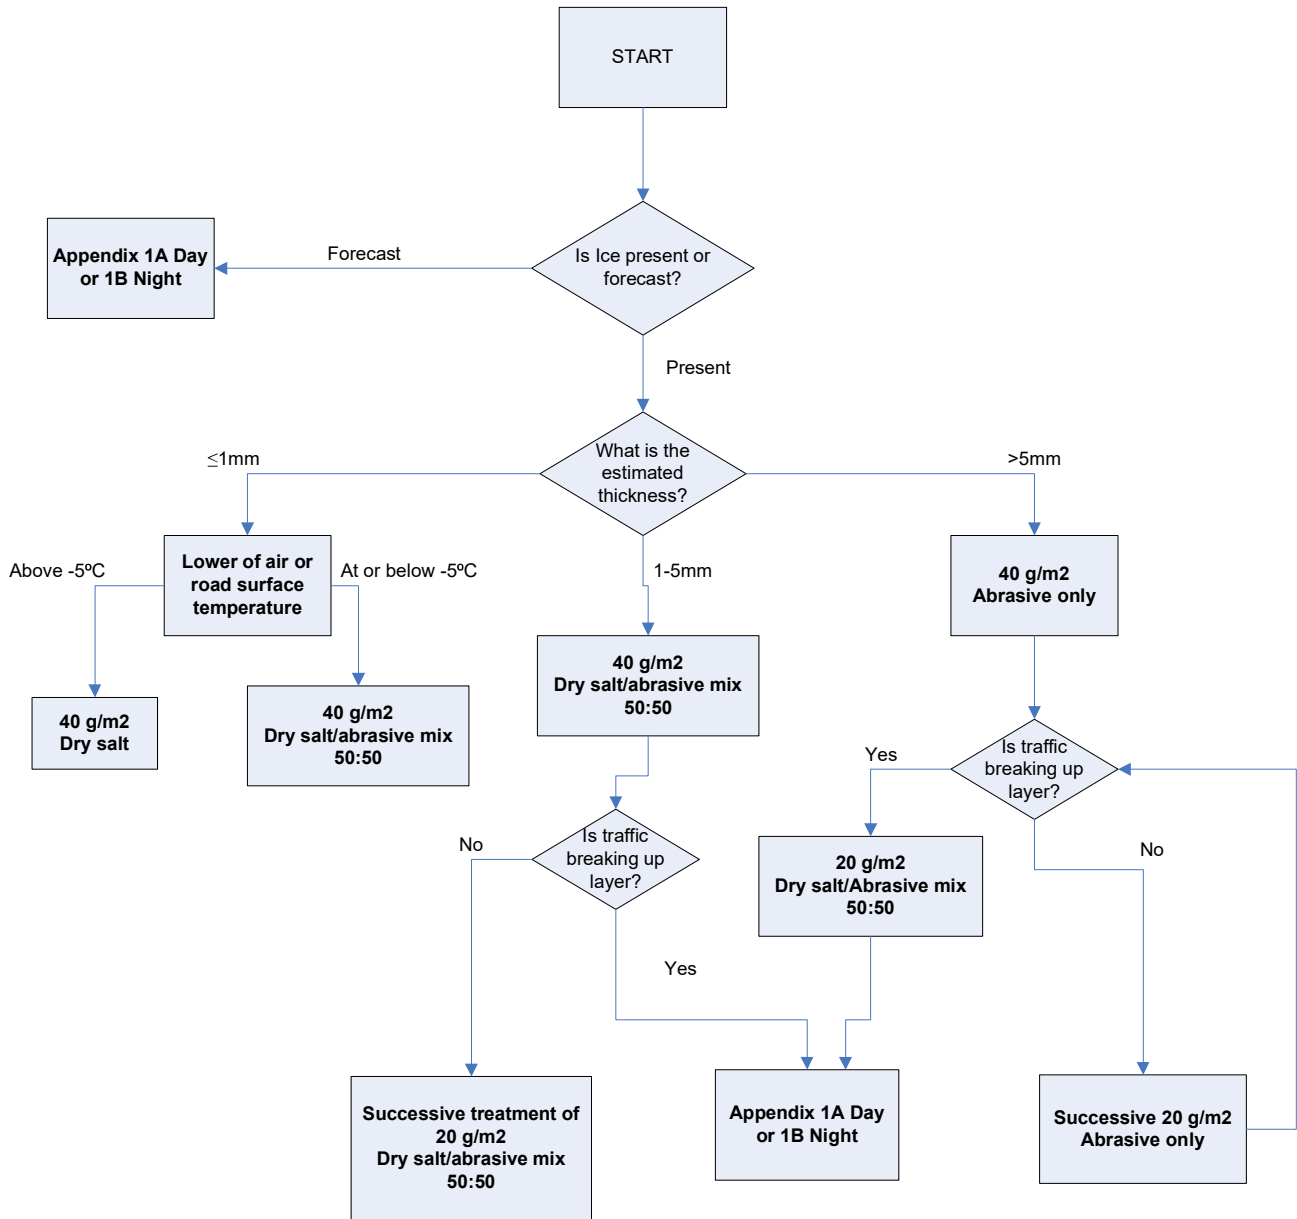 START
Is Ice present or
forecast?
Forecast
Appendix 1A Day
or 1B Night
Present
What is the
estimated
thickness?
≤1mm
>5mm
1-5mm
Lower of air or
road surface
temperature
Above -5ºC
At or below -5ºC
40 g/m2
Dry salt
40 g/m2
Dry salt/abrasive mix
50:50
40 g/m2
Dry salt/abrasive mix
50:50
40 g/m2
Abrasive only
Is traffic
breaking up
layer?
No
Yes
Is traffic
breaking up
layer?
Yes
No
20 g/m2
Dry salt/Abrasive mix
50:50
Successive treatment of
20 g/m2
Dry salt/abrasive mix
50:50
Appendix 1A Day
or 1B Night
Successive 20 g/m2
Abrasive only